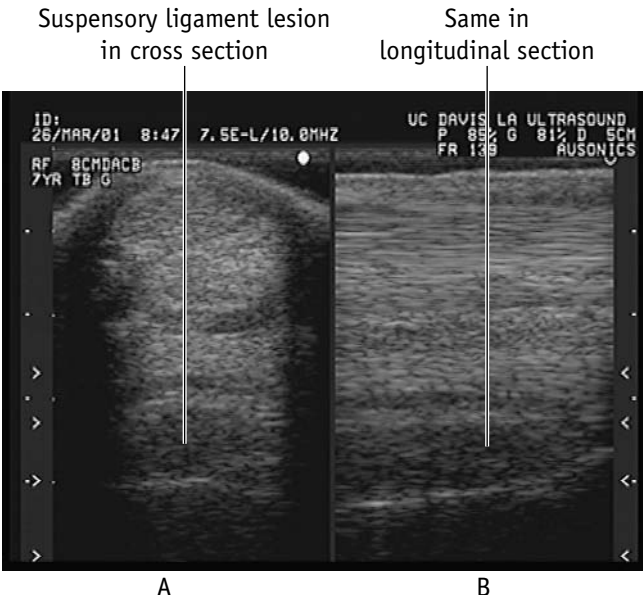 Suspensory ligament lesion
in cross section
Same in
longitudinal section
ID:
26/MAR/01 8:47 7.5E-L/10.0MHZ
UC DAVIS LA ULTRASOUND
P 85% G 81% D 5CM
FR 139 AUSONICS
RF 8CMDACB
7YR TB G
A
B